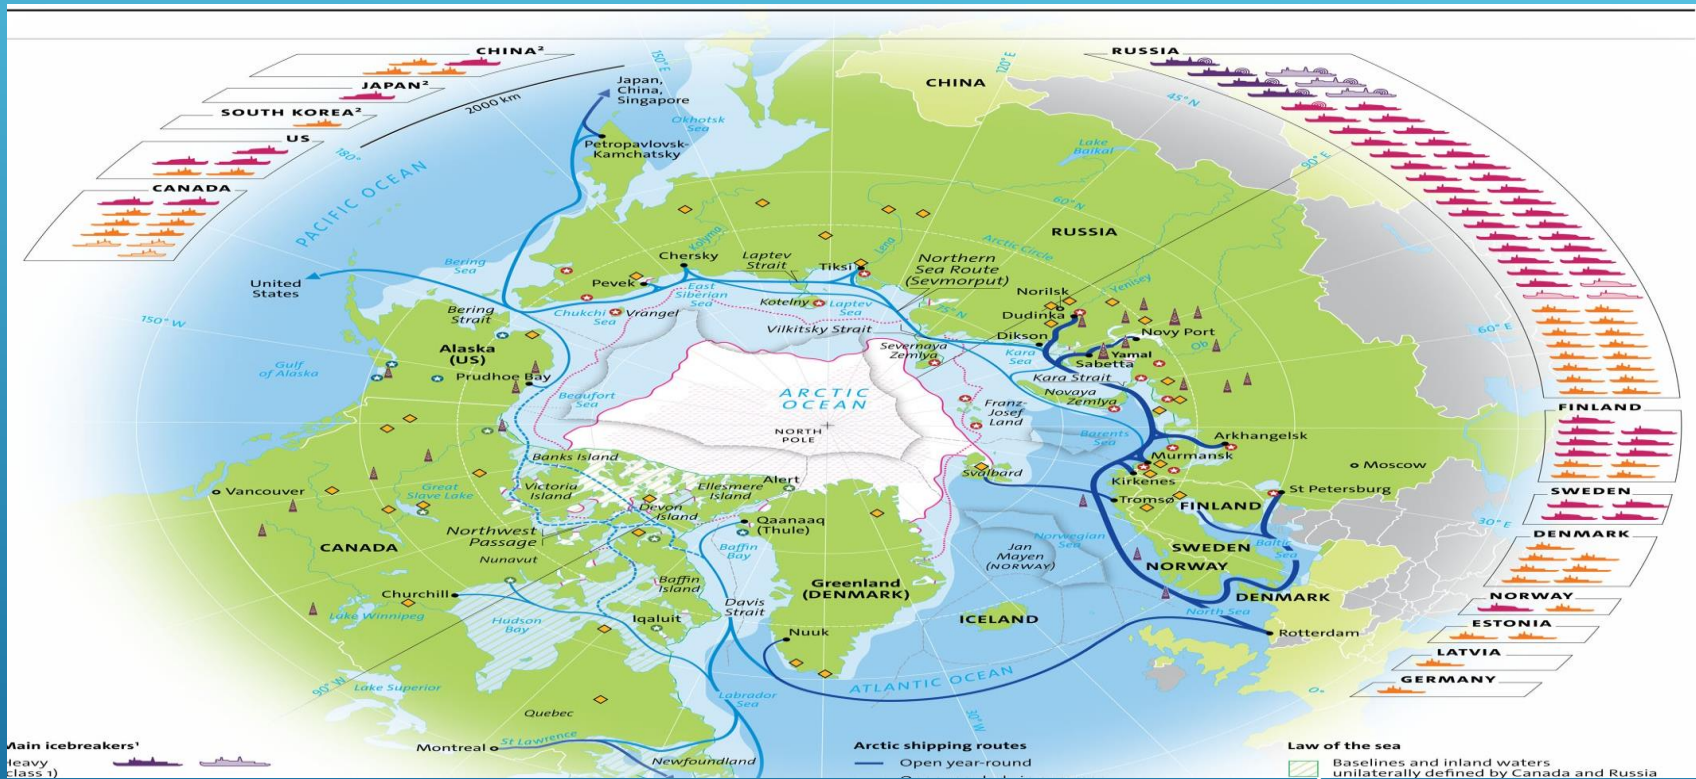 CHINA²
JAPAN²
SOUTH KOREA²
US
CANADA
2000 km
180°
150° E
120° E
45° N
90° E
60° E
30° E
0°
30° W
90° W
150° W
60° N
75° N
Japan,
China,
Singapore
Okhotsk
Sea
Petropavlovsk-
Kamchatsky
PACIFIC OCEAN
Bering
Sea
United
States
CHINA
Lake
Baikal
RUSSIA
Arctic Circle
Kolyma
Lena
Yenisey
Ob
Chersky
Laptev
Strait
Tiksi
Northern
Sea Route
(Sevmorput)
Pevek
East
Siberian
Sea
Kotelny
Laptev
Sea
Norilsk
Dudinka
Chukchi
Sea
Vrangel
Vilkitsky Strait
Severnaya
Zemlya
Dikson
Novy Port
Yamal
Sabetta
Kara
Sea
Kara Strait
Novaya
Zemlya
Bering
Strait
Alaska
(US)
Gulf
of Alaska
Prudhoe Bay
Beaufort
Sea
ARCTIC
OCEAN
NORTH
POLE
Franz-
Josef
Land
Barents
Sea
Arkhangelsk
Murmansk
Moscow
Kirkenes
Svalbard
Tromsø
St Petersburg
FINLAND
Banks Island
Victoria
Island
Ellesmere
Island
Alert
Devon
Island
Great
Slave Lake
Vancouver
Northwest
Passage
Qaanaaq
(Thule)
Baffin
Bay
CANADA
Nunavut
Jan
Mayen
(NORWAY)
Norwegian
Sea
SWEDEN
Baltic
Sea
NORWAY
Baffin
Island
Greenland
(DENMARK)
Churchill
Lake Winnipeg
Hudson
Bay
Davis
Strait
Iqaluit
ICELAND
DENMARK
North Sea
Nuuk
Rotterdam
ATLANTIC OCEAN
Lake Superior
Labrador
Sea
Quebec
Montreal
St Lawrence
Newfoundland
RUSSIA
FINLAND
SWEDEN
DENMARK
NORWAY
ESTONIA
LATVIA
GERMANY
Main icebreakers¹
Heavy
(class 1)
Arctic shipping routes
Open year-round
Law of the sea
Baselines and inland waters
unilaterally defined by Canada and Russia